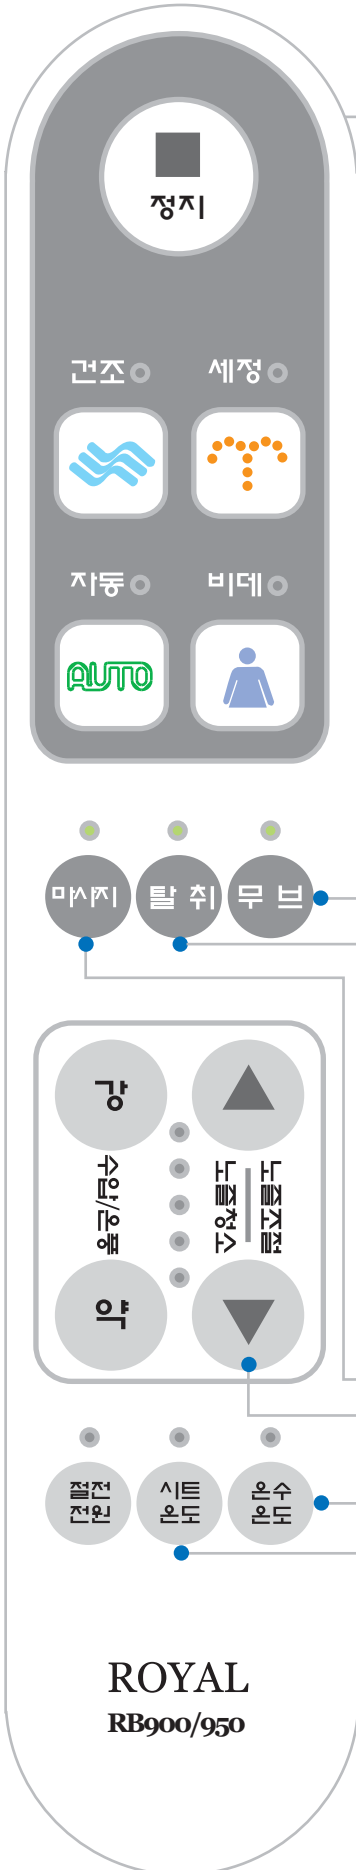 정지
건조 세정
자동 비데
AUTO
마사지 탈취 무브
강
수압/온풍
노즐조절
노즐청소
약
절전
전원
시트
온도
온수
온도
ROYAL
RB900/950